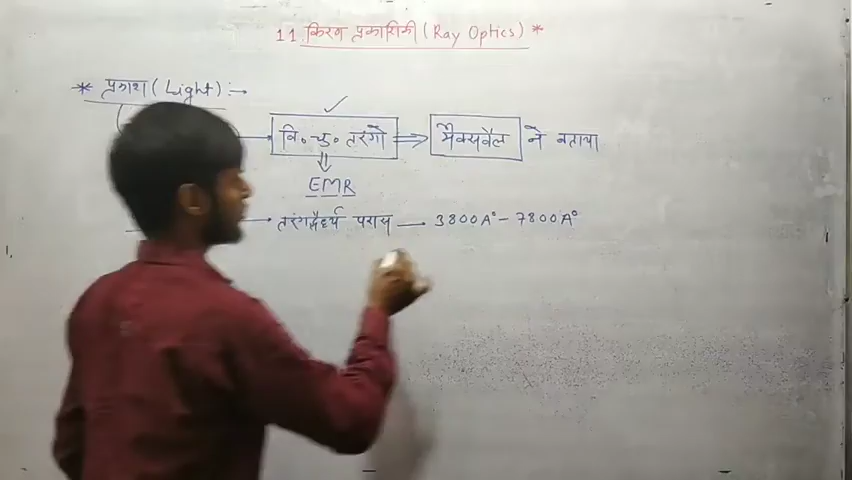 11 किरण प्रकाशिकी (Ray Optics) *
* प्रकाश (Light) :→
वि॰ चु॰ तरंगे ⇒ मैक्सवैल ने बताया
EMR
तरंगदैर्ध्य परास — 3800A° - 7800A°